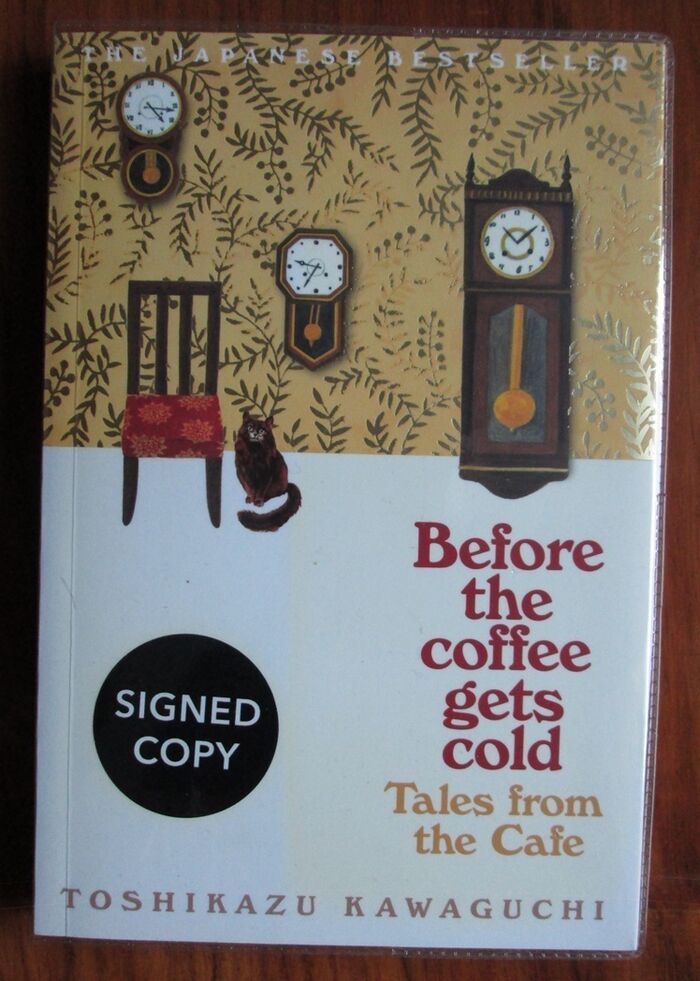 THE JAPANESE BESTSELLER
Before
the
coffee
gets
cold
Tales from
the Cafe
SIGNED
COPY
TOSHIKAZU KAWAGUCHI